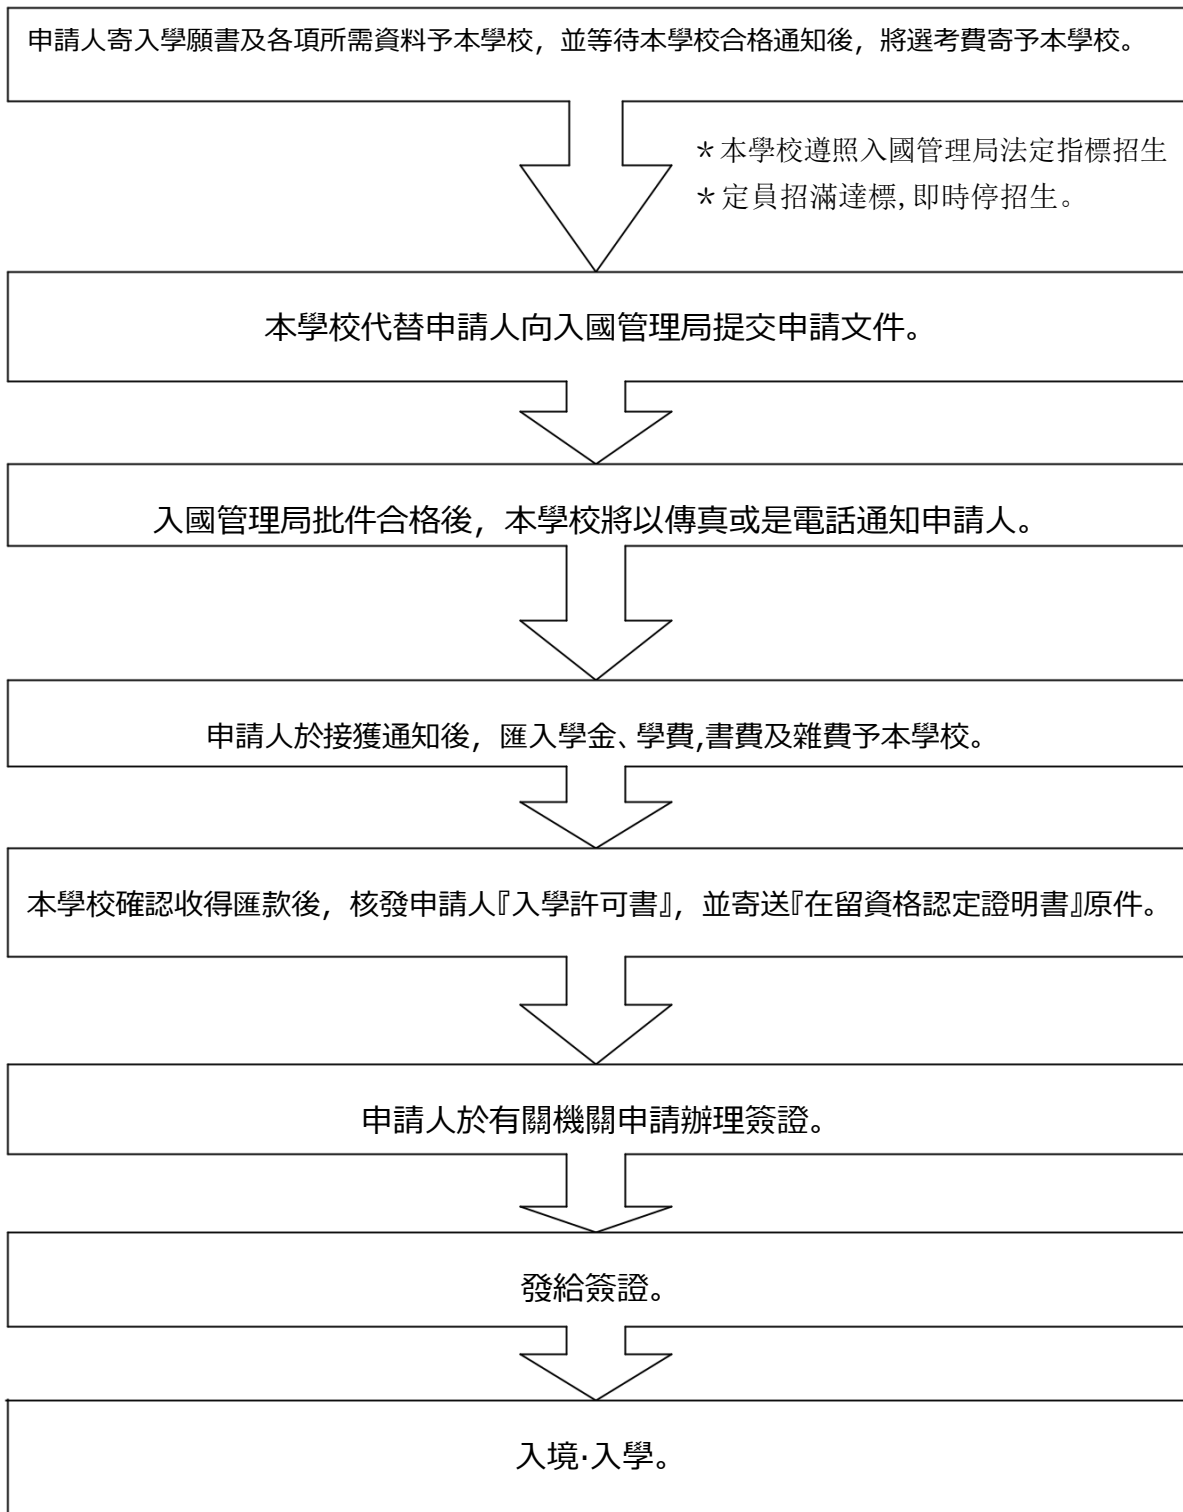 申請人寄入學願書及各項所需資料予本學校，並等待本學校合格通知後，將選考費寄予本學校。
＊本學校遵照入國管理局法定指標招生
＊定員招滿達標,即時停招生。
本學校代替申請人向入國管理局提交申請文件。
入國管理局批件合格後，本學校將以傳真或是電話通知申請人。
申請人於接獲通知後，匯入學金、學費,書費及雜費予本學校。
本學校確認收得匯款後，核發申請人『入學許可書』，並寄送『在留資格認定證明書』原件。
申請人於有關機關申請辦理簽證。
發給簽證。
入境·入學。